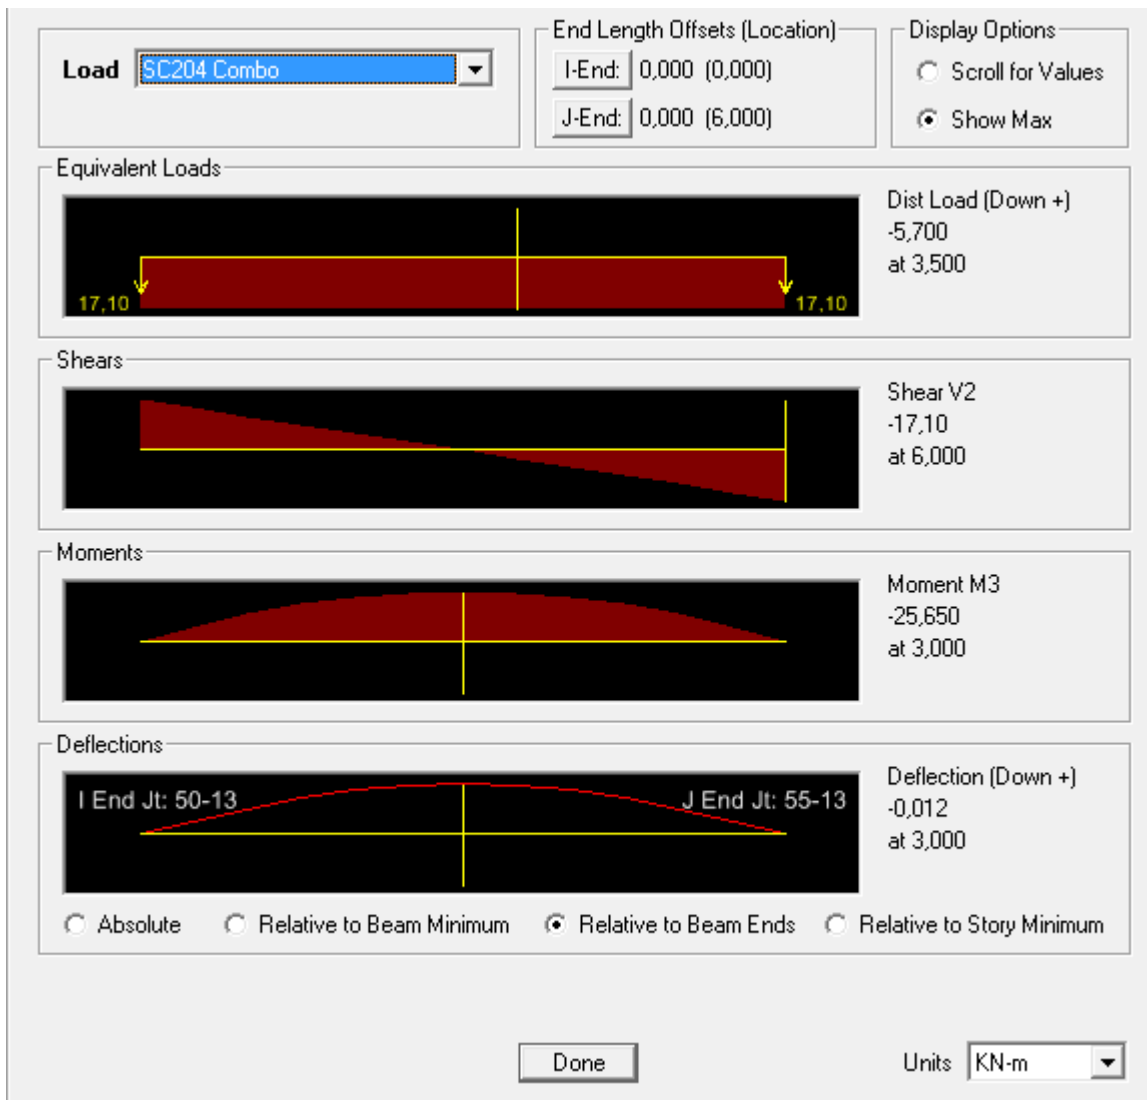 Load SC204 Combo
End Length Offsets (Location)
I-End: 0,000 (0,000)
J-End: 0,000 (6,000)
Display Options
Scroll for Values
Show Max
Equivalent Loads
17,10
17,10
Dist Load (Down +)
-5,700
at 3,500
Shears
Shear V2
-17,10
at 6,000
Moments
Moment M3
-25,650
at 3,000
Deflections
I End Jt: 50-13
J End Jt: 55-13
Deflection (Down +)
-0,012
at 3,000
Absolute Relative to Beam Minimum Relative to Beam Ends Relative to Story Minimum
Done
Units KN-m